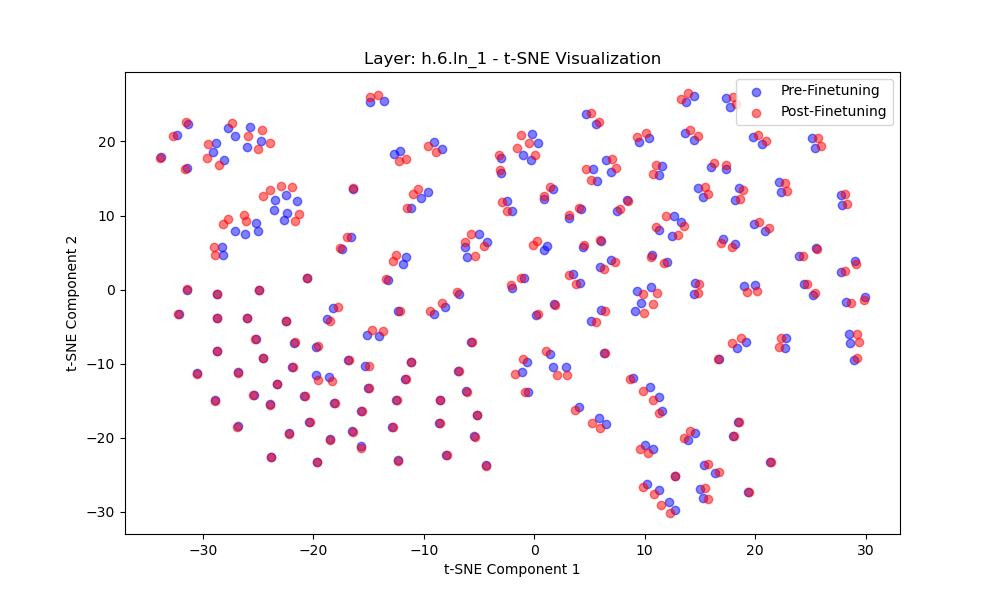 Layer: h.6.ln_1 - t-SNE Visualization
Pre-Finetuning
Post-Finetuning
t-SNE Component 2
20
10
0
−10
−20
−30
−30
−20
−10
0
10
20
30
t-SNE Component 1